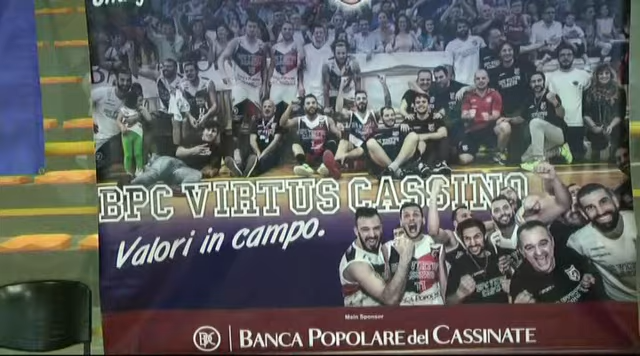 BPC VIRTUS CASSINO
Valori in campo.
Main Sponsor
BPC BANCA POPOLARE del CASSINATE